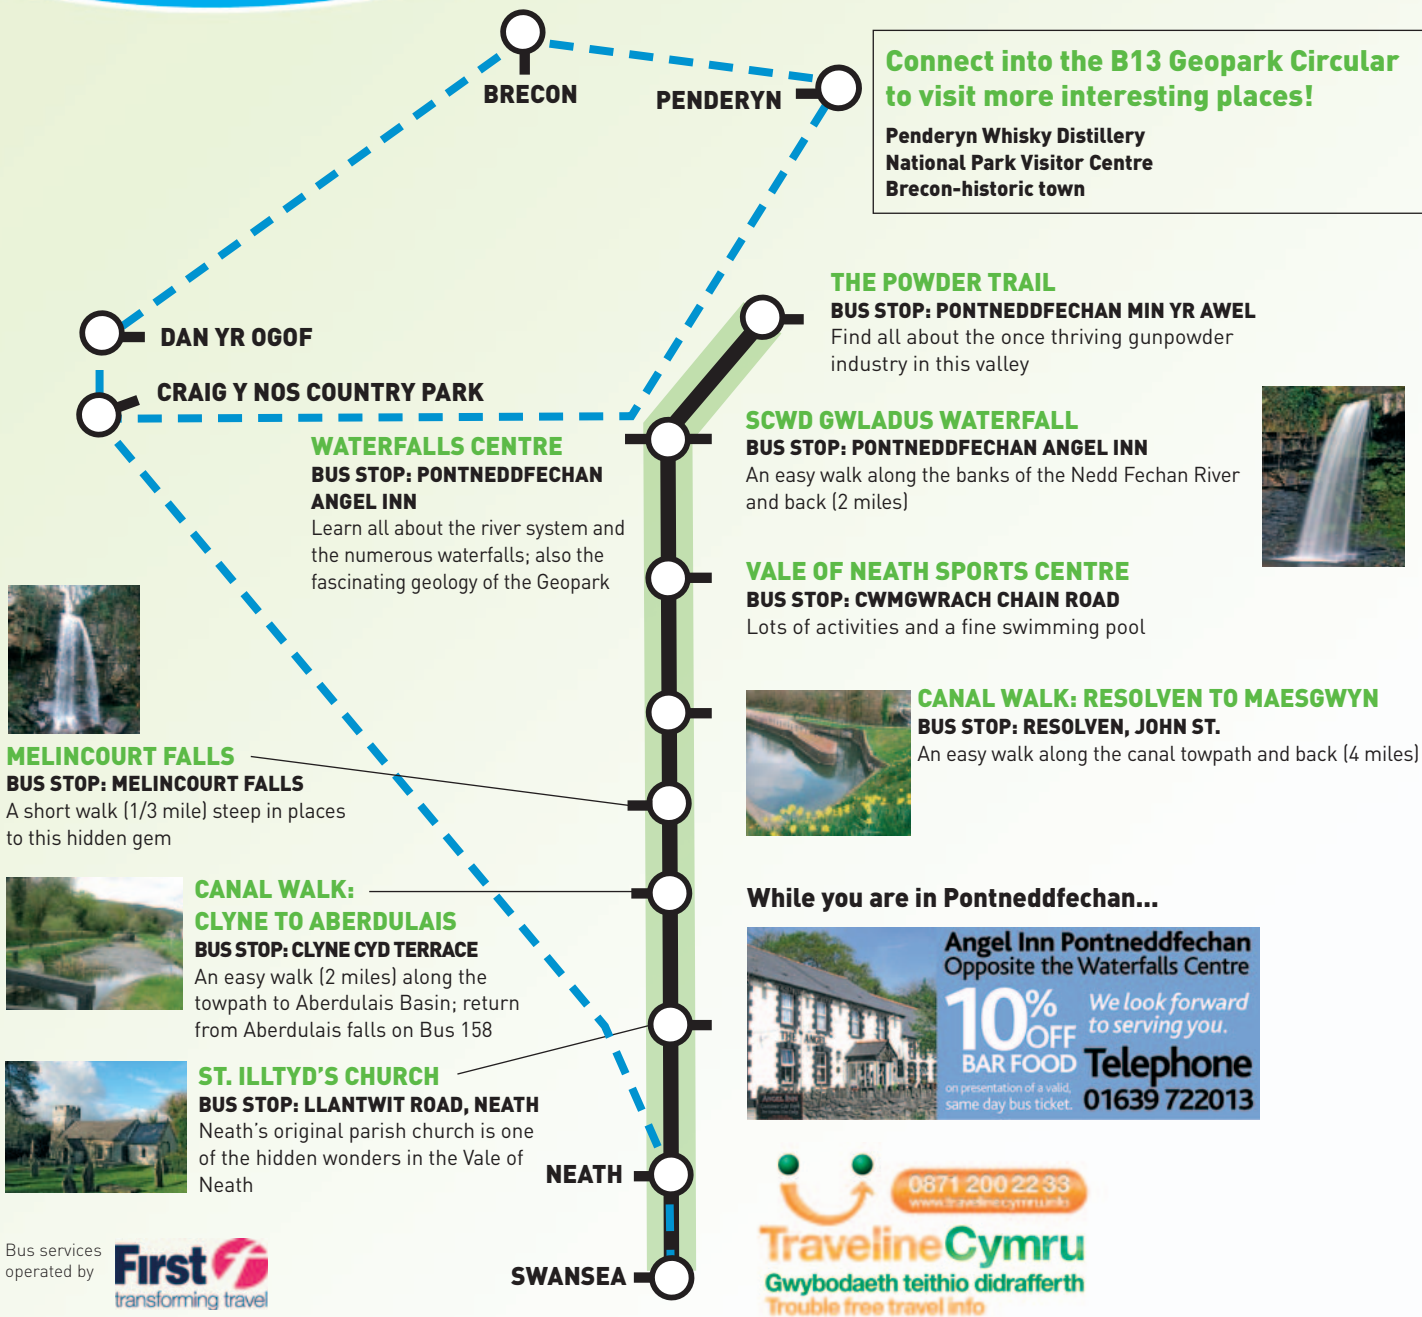 BRECON
PENDERYN
Connect into the B13 Geopark Circular
to visit more interesting places!
Penderyn Whisky Distillery
National Park Visitor Centre
Brecon-historic town
THE POWDER TRAIL
BUS STOP: PONTNEDDFECHAN MIN YR AWEL
Find all about the once thriving gunpowder
industry in this valley
DAN YR OGOF
CRAIG Y NOS COUNTRY PARK
WATERFALLS CENTRE
BUS STOP: PONTNEDDFECHAN
ANGEL INN
Learn all about the river system and
the numerous waterfalls; also the
fascinating geology of the Geopark
SCWD GWLADUS WATERFALL
BUS STOP: PONTNEDDFECHAN ANGEL INN
An easy walk along the banks of the Nedd Fechan River
and back (2 miles)
VALE OF NEATH SPORTS CENTRE
BUS STOP: CWMGWRACH CHAIN ROAD
Lots of activities and a fine swimming pool
CANAL WALK: RESOLVEN TO MAESGWYN
BUS STOP: RESOLVEN, JOHN ST.
An easy walk along the canal towpath and back (4 miles)
MELINCOURT FALLS
BUS STOP: MELINCOURT FALLS
A short walk (1/3 mile) steep in places
to this hidden gem
CANAL WALK:
CLYNE TO ABERDULAIS
BUS STOP: CLYNE CYD TERRACE
An easy walk (2 miles) along the
towpath to Aberdulais Basin; return
from Aberdulais falls on Bus 158
ST. ILLTYD'S CHURCH
BUS STOP: LLANTWIT ROAD, NEATH
Neath's original parish church is one
of the hidden wonders in the Vale of
Neath
NEATH
SWANSEA
While you are in Pontneddfechan...
Angel Inn Pontneddfechan
Opposite the Waterfalls Centre
10% OFF
BAR FOOD
on presentation of a valid,
same day bus ticket.
We look forward
to serving you.
Telephone
01639 722013
THE ANGEL
ANGEL INN
Bus services
operated by
First
transforming travel
0871 200 22 33
www.travelinecymru.info
Traveline Cymru
Gwybodaeth teithio didrafferth
Trouble free travel info